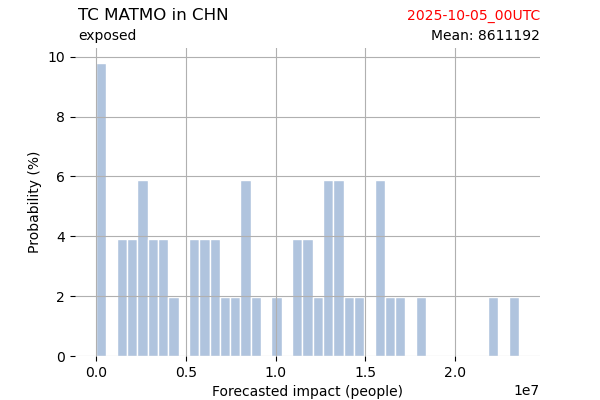 TC MATMO in CHN
2025-10-05_00UTC
exposed
Mean: 8611192
10
8
6
4
2
0
Probability (%)
0.0 0.5 1.0 1.5 2.0
1e7
Forecasted impact (people)